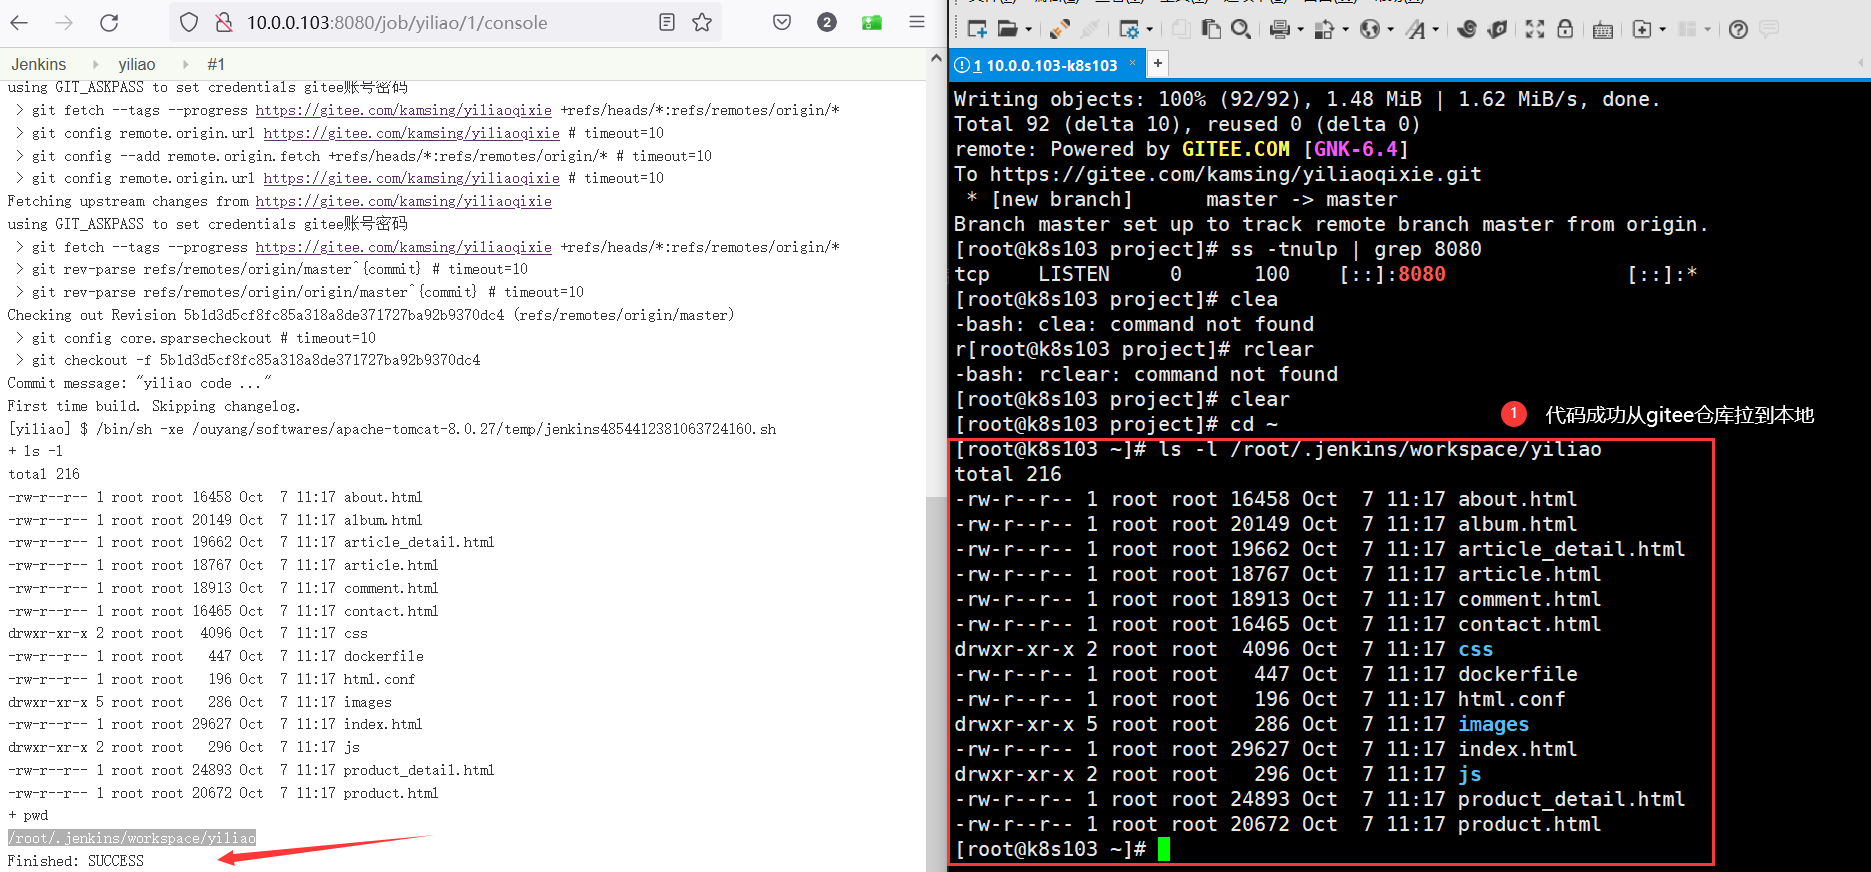 10.0.0.103:8080/job/yiliao/1/console
2
Jenkins yiliao #1
using GIT_ASKPASS to set credentials gitee账号密码
> git fetch --tags --progress https://gitee.com/kamsing/yiliaoqixie +refs/heads/*:refs/remotes/origin/*
> git config remote.origin.url https://gitee.com/kamsing/yiliaoqixie # timeout=10
> git config --add remote.origin.fetch +refs/heads/*:refs/remotes/origin/* # timeout=10
> git config remote.origin.url https://gitee.com/kamsing/yiliaoqixie # timeout=10
Fetching upstream changes from https://gitee.com/kamsing/yiliaoqixie
using GIT_ASKPASS to set credentials gitee账号密码
> git fetch --tags --progress https://gitee.com/kamsing/yiliaoqixie +refs/heads/*:refs/remotes/origin/*
> git rev-parse refs/remotes/origin/master^{commit} # timeout=10
> git rev-parse refs/remotes/origin/origin/master^{commit} # timeout=10
Checking out Revision 5b1d3d5cf8fc85a318a8de371727ba92b9370dc4 (refs/remotes/origin/master)
> git config core.sparsecheckout # timeout=10
> git checkout -f 5b1d3d5cf8fc85a318a8de371727ba92b9370dc4
Commit message: "yiliao code ..."
First time build. Skipping changelog.
[yiliao] $ /bin/sh -xe /ouyang/softwares/apache-tomcat-8.0.27/temp/jenkins4854412381063724160.sh
+ ls -l
total 216
-rw-r--r-- 1 root root 16458 Oct  7 11:17 about.html
-rw-r--r-- 1 root root 20149 Oct  7 11:17 album.html
-rw-r--r-- 1 root root 19662 Oct  7 11:17 article_detail.html
-rw-r--r-- 1 root root 18767 Oct  7 11:17 article.html
-rw-r--r-- 1 root root 18913 Oct  7 11:17 comment.html
-rw-r--r-- 1 root root 16465 Oct  7 11:17 contact.html
drwxr-xr-x 2 root root  4096 Oct  7 11:17 css
-rw-r--r-- 1 root root   447 Oct  7 11:17 dockerfile
-rw-r--r-- 1 root root   196 Oct  7 11:17 html.conf
drwxr-xr-x 5 root root   286 Oct  7 11:17 images
-rw-r--r-- 1 root root 29627 Oct  7 11:17 index.html
drwxr-xr-x 2 root root   296 Oct  7 11:17 js
-rw-r--r-- 1 root root 24893 Oct  7 11:17 product_detail.html
-rw-r--r-- 1 root root 20672 Oct  7 11:17 product.html
+ pwd
/root/.jenkins/workspace/yiliao
Finished: SUCCESS
1 10.0.0.103-k8s103 × +
Writing objects: 100% (92/92), 1.48 MiB | 1.62 MiB/s, done.
Total 92 (delta 10), reused 0 (delta 0)
remote: Powered by GITEE.COM [GNK-6.4]
To https://gitee.com/kamsing/yiliaoqixie.git
* [new branch]      master -> master
Branch master set up to track remote branch master from origin.
[root@k8s103 project]# ss -tnulp | grep 8080
tcp    LISTEN     0      100    [::]:8080               [::]:*
[root@k8s103 project]# clea
-bash: clea: command not found
r[root@k8s103 project]# rclear
-bash: rclear: command not found
[root@k8s103 project]# clear
[root@k8s103 project]# cd ~
1 代码成功从gitee仓库拉到本地
[root@k8s103 ~]# ls -l /root/.jenkins/workspace/yiliao
total 216
-rw-r--r-- 1 root root 16458 Oct  7 11:17 about.html
-rw-r--r-- 1 root root 20149 Oct  7 11:17 album.html
-rw-r--r-- 1 root root 19662 Oct  7 11:17 article_detail.html
-rw-r--r-- 1 root root 18767 Oct  7 11:17 article.html
-rw-r--r-- 1 root root 18913 Oct  7 11:17 comment.html
-rw-r--r-- 1 root root 16465 Oct  7 11:17 contact.html
drwxr-xr-x 2 root root  4096 Oct  7 11:17 css
-rw-r--r-- 1 root root   447 Oct  7 11:17 dockerfile
-rw-r--r-- 1 root root   196 Oct  7 11:17 html.conf
drwxr-xr-x 5 root root   286 Oct  7 11:17 images
-rw-r--r-- 1 root root 29627 Oct  7 11:17 index.html
drwxr-xr-x 2 root root   296 Oct  7 11:17 js
-rw-r--r-- 1 root root 24893 Oct  7 11:17 product_detail.html
-rw-r--r-- 1 root root 20672 Oct  7 11:17 product.html
[root@k8s103 ~]#